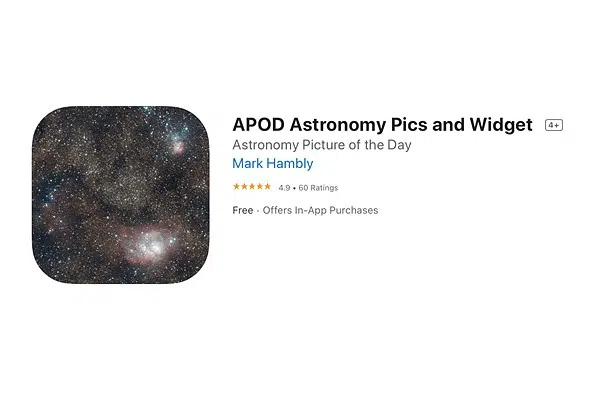 APOD Astronomy Pics and Widget 4+
Astronomy Picture of the Day
Mark Hambly
★★★★★ 4.9 • 60 Ratings
Free · Offers In-App Purchases